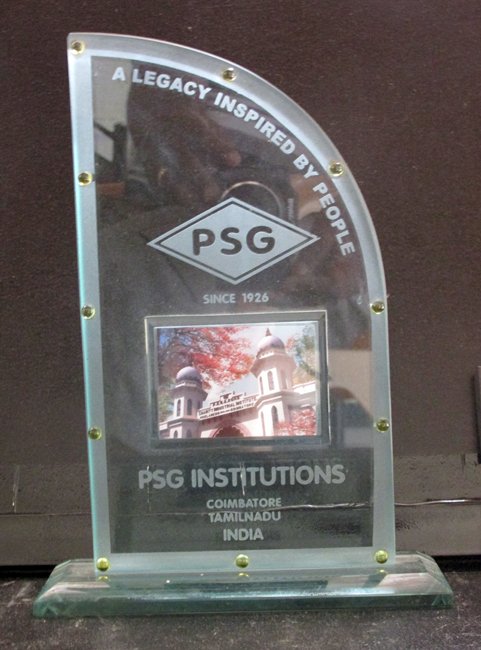 A LEGACY INSPIRED BY PEOPLE
PSG
SINCE 1926
PSG INSTITUTIONS
COIMBATORE
TAMILNADU
INDIA